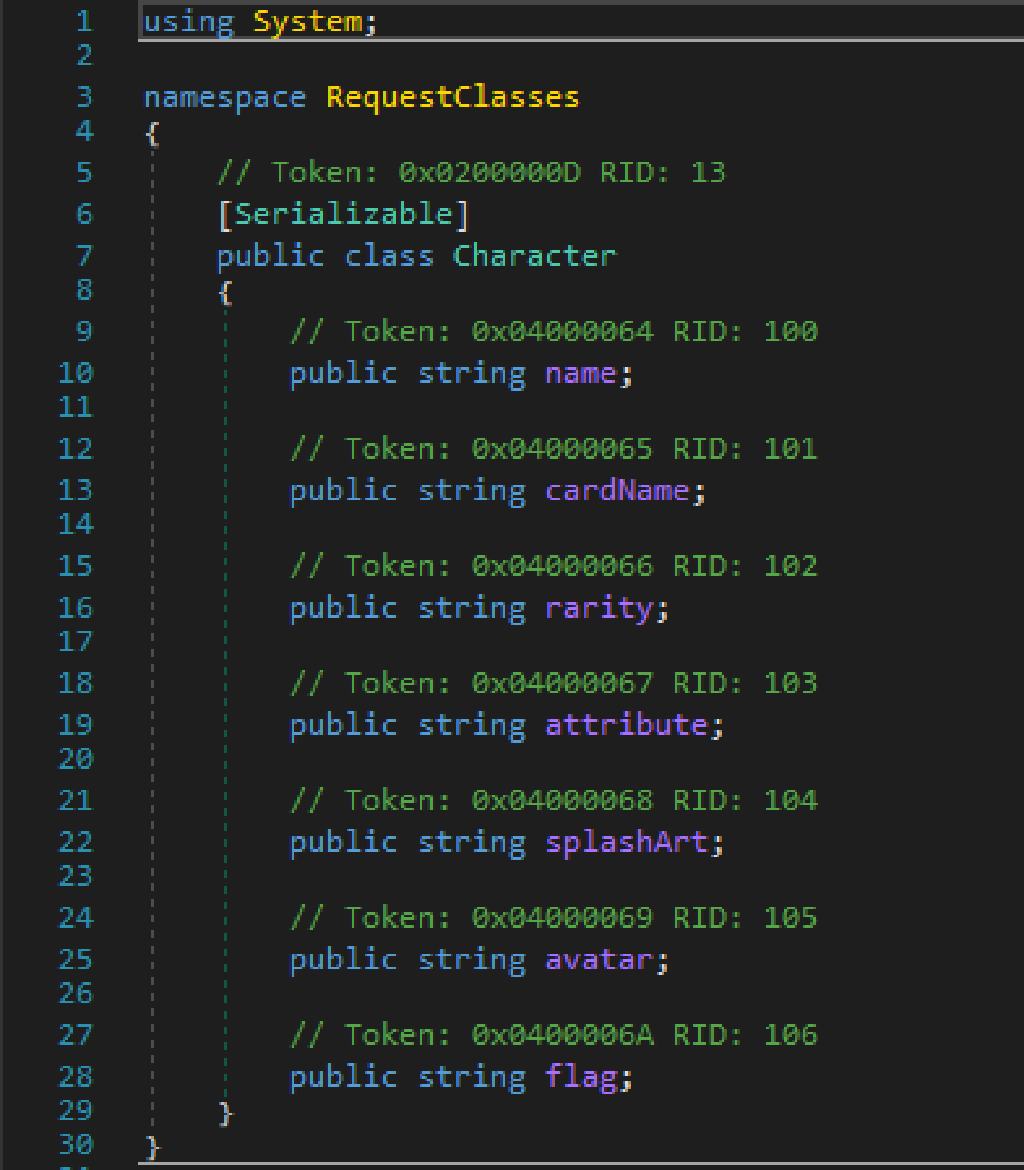 1 using System;
2
3 namespace RequestClasses
4 {
5 // Token: 0x0200000D RID: 13
6 [Serializable]
7 public class Character
8 {
9 // Token: 0x04000064 RID: 100
10 public string name;
11
12 // Token: 0x04000065 RID: 101
13 public string cardName;
14
15 // Token: 0x04000066 RID: 102
16 public string rarity;
17
18 // Token: 0x04000067 RID: 103
19 public string attribute;
20
21 // Token: 0x04000068 RID: 104
22 public string splashArt;
23
24 // Token: 0x04000069 RID: 105
25 public string avatar;
26
27 // Token: 0x0400006A RID: 106
28 public string flag;
29 }
30 }